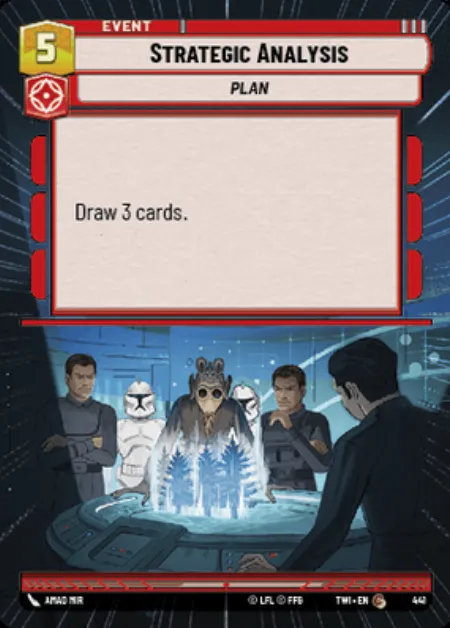 EVENT
5
STRATEGIC ANALYSIS
PLAN
Draw 3 cards.
AMAD MIR
© LFL © FFG
TWI • EN
441